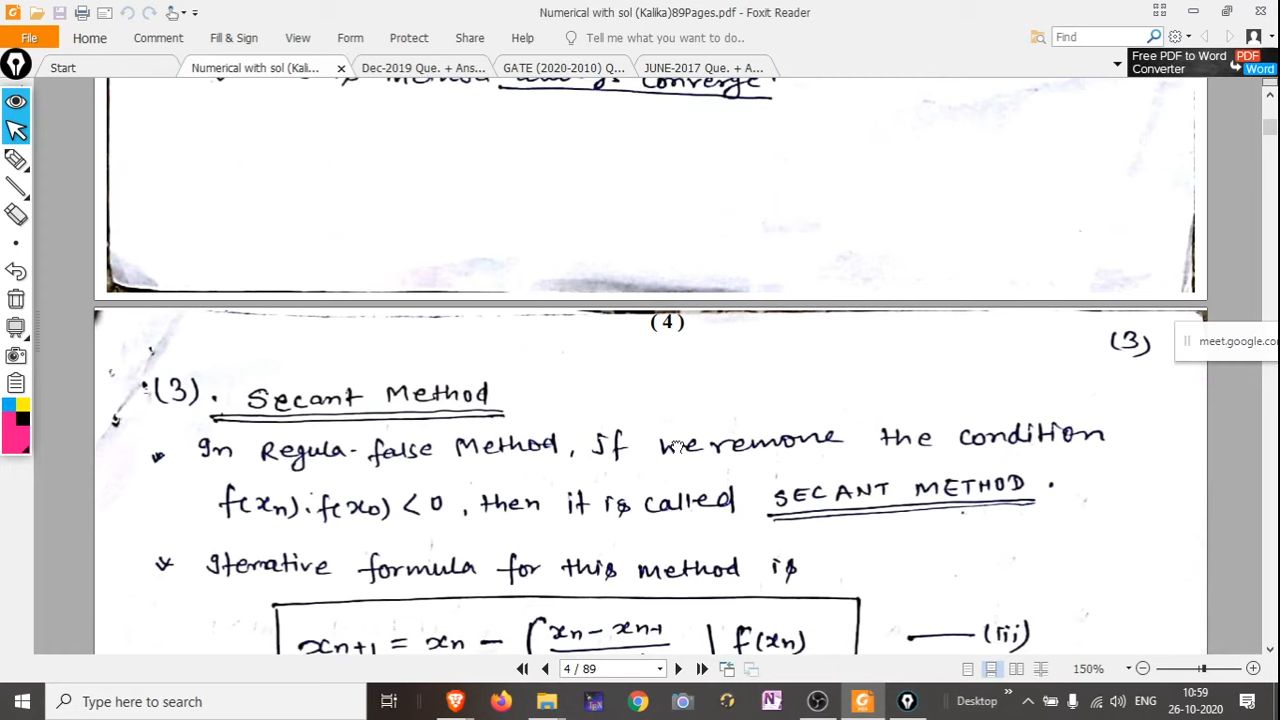 Numerical with sol (Kalika)89Pages.pdf - Foxit Reader
File Home Comment Fill & Sign View Form Protect Share Help Tell me what you want to do.. Find
Start Numerical with sol (Kali... Dec-2019 Que. + Ans... GATE (2020-2010) Q... JUNE-2017 Que. + A...
Free PDF to Word Converter
PDF
Word
Converge
(4)
(3)
meet.google.co
(3). Secant Method
In Regula-false Method, if we remone the condition
f(xn).f(x0) < 0, then it is called SECANT METHOD.
Iterative formula for this method is
xn+1 = xn - (xn - xn+1 f(xn) (iii)
4 / 89 150%
Type here to search Desktop 10:59
26-10-2020